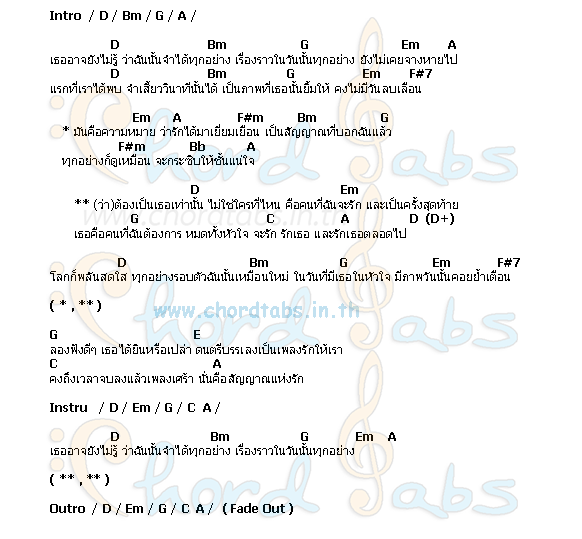 Intro / D / Bm / G / A /
D Bm G Em A
เธออาจยังไม่รู้ ว่าฉันนั้นจำได้ทุกอย่าง เรื่องราวในวันนั้นทุกอย่าง ยังไม่เคยจางหายไป
D Bm G Em F#7
แรกที่เราได้พบ จำเสี้ยววินาทีนั้นได้ เป็นภาพที่เธอนั้นยิ้มให้ คงไม่มีวันลบเลือน
Em A F#m Bm G
* มันคือความหมาย ว่ารักได้มาเยี่ยมเยือน เป็นสัญญาณที่บอกฉันแล้ว
F#m Bb A
ทุกอย่างก็ดูเหมือน จะกระซิบให้ชั้นแน่ใจ
D Em
** (ว่า)ต้องเป็นเธอเท่านั้น ไม่ใช่ใครที่ไหน คือคนที่ฉันจะรัก และเป็นครั้งสุดท้าย
G C A D (D+)
เธอคือคนที่ฉันต้องการ หมดทั้งหัวใจ จะรัก รักเธอ และรักเธอตลอดไป
D Bm G Em F#7
โลกก็พลันสดใส ทุกอย่างรอบตัวฉันนั้นเหมือนใหม่ ในวันที่มีเธอในหัวใจ มีภาพวันนั้นคอยย้ำเตือน
( * , ** )
www.chordtabs.in.th
G E
ลองฟังดีๆ เธอได้ยินหรือเปล่า ดนตรีบรรเลงเป็นเพลงรักให้เรา
C A
คงถึงเวลาจบลงแล้วเพลงเศร้า นั่นคือสัญญาณแห่งรัก
Instru / D / Em / G / C A /
D Bm G Em A
เธออาจยังไม่รู้ ว่าฉันนั้นจำได้ทุกอย่าง เรื่องราวในวันนั้นทุกอย่าง
( ** , ** )
Outro / D / Em / G / C A / ( Fade Out )